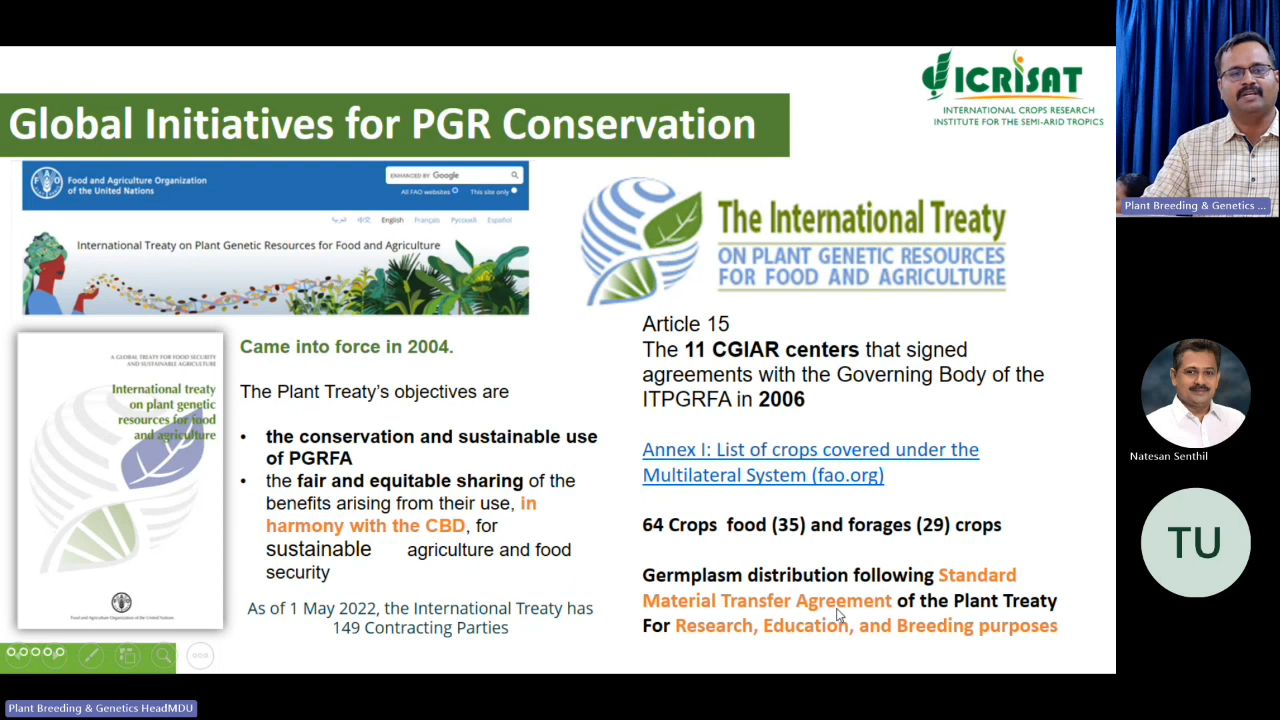 ICRISAT
INTERNATIONAL CROPS RESEARCH
INSTITUTE FOR THE SEMI-ARID TROPICS
Global Initiatives for PGR Conservation
Food and Agriculture Organization
of the United Nations
ENHANCED BY Google
All FAO websites This site only
العربية 中文 English Français Русский Español
International Treaty on Plant Genetic Resources for Food and Agriculture
A GLOBAL TREATY FOR FOOD SECURITY
AND SUSTAINABLE AGRICULTURE
International treaty
on plant genetic
resources for food
and agriculture
Food and Agriculture Organization of the United Nations
Came into force in 2004.
The Plant Treaty's objectives are
• the conservation and sustainable use
of PGRFA
• the fair and equitable sharing of the
benefits arising from their use, in
harmony with the CBD, for
sustainable agriculture and food
security
As of 1 May 2022, the International Treaty has
149 Contracting Parties
The International Treaty
ON PLANT GENETIC RESOURCES
FOR FOOD AND AGRICULTURE
Article 15
The 11 CGIAR centers that signed
agreements with the Governing Body of the
ITPGRFA in 2006
Annex I: List of crops covered under the
Multilateral System (fao.org)
64 Crops food (35) and forages (29) crops
Germplasm distribution following Standard
Material Transfer Agreement of the Plant Treaty
For Research, Education, and Breeding purposes
Plant Breeding & Genetics ...
Natesan Senthil
TU
Plant Breeding & Genetics HeadMDU